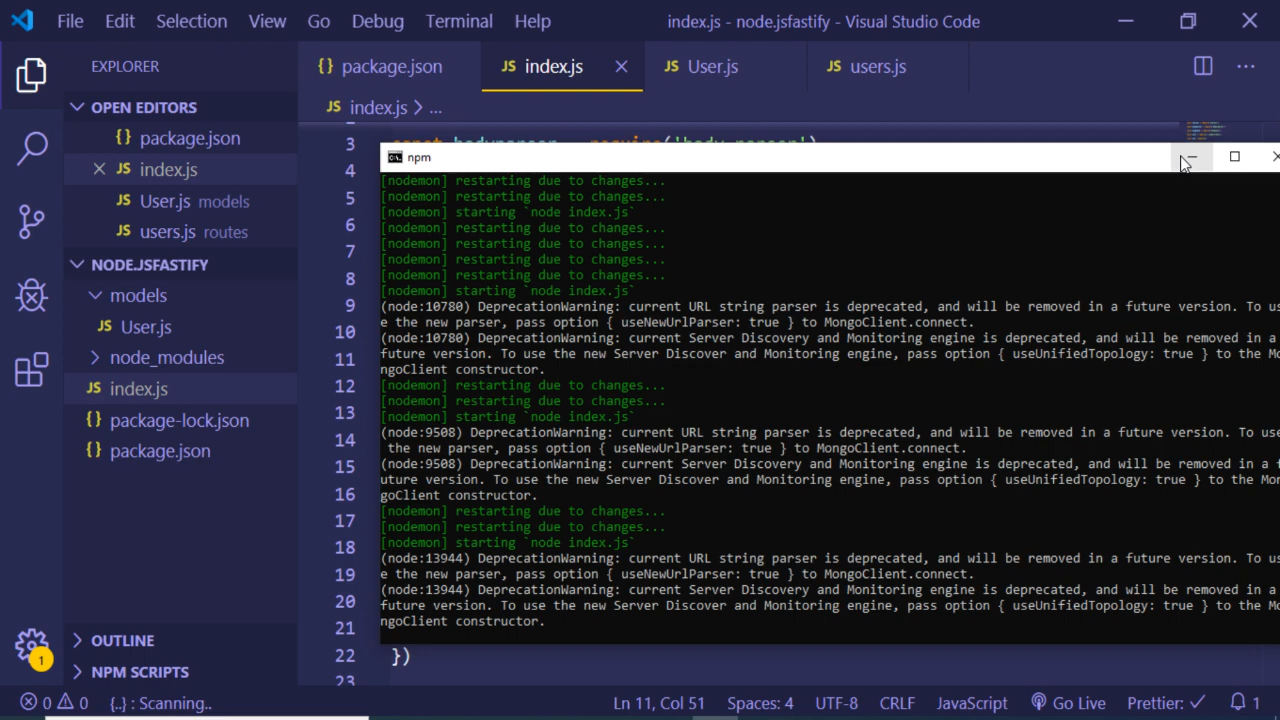 File Edit Selection View Go Debug Terminal Help index.js - node.jsfastify - Visual Studio Code
EXPLORER
OPEN EDITORS
{} package.json
JS index.js
JS User.js models
JS users.js routes
NODE.JSFASTIFY
models
JS User.js
node_modules
JS index.js
{} package-lock.json
{} package.json
OUTLINE
NPM SCRIPTS
1
{} package.json JS index.js JS User.js JS users.js
JS index.js > ...
3
4
5
6
7
8
9
10
11
12
13
14
15
16
17
18
19
20
21
22 })
23
npm
[nodemon] restarting due to changes...
[nodemon] restarting due to changes...
[nodemon] starting `node index.js`
[nodemon] restarting due to changes...
[nodemon] restarting due to changes...
[nodemon] restarting due to changes...
[nodemon] restarting due to changes...
[nodemon] starting `node index.js`
(node:10780) DeprecationWarning: current URL string parser is deprecated, and will be removed in a future version. To us
e the new parser, pass option { useNewUrlParser: true } to MongoClient.connect.
(node:10780) DeprecationWarning: current Server Discovery and Monitoring engine is deprecated, and will be removed in a
future version. To use the new Server Discover and Monitoring engine, pass option { useUnifiedTopology: true } to the Mo
ngoClient constructor.
[nodemon] restarting due to changes...
[nodemon] restarting due to changes...
[nodemon] starting `node index.js`
(node:9508) DeprecationWarning: current URL string parser is deprecated, and will be removed in a future version. To use
the new parser, pass option { useNewUrlParser: true } to MongoClient.connect.
(node:9508) DeprecationWarning: current Server Discovery and Monitoring engine is deprecated, and will be removed in a f
uture version. To use the new Server Discover and Monitoring engine, pass option { useUnifiedTopology: true } to the Mon
goClient constructor.
[nodemon] restarting due to changes...
[nodemon] restarting due to changes...
[nodemon] starting `node index.js`
(node:13944) DeprecationWarning: current URL string parser is deprecated, and will be removed in a future version. To us
e the new parser, pass option { useNewUrlParser: true } to MongoClient.connect.
(node:13944) DeprecationWarning: current Server Discovery and Monitoring engine is deprecated, and will be removed in a
future version. To use the new Server Discover and Monitoring engine, pass option { useUnifiedTopology: true } to the Mo
ngoClient constructor.
0 0 {..} : Scanning.. Ln 11, Col 51 Spaces: 4 UTF-8 CRLF JavaScript Go Live Prettier: ✓ 1